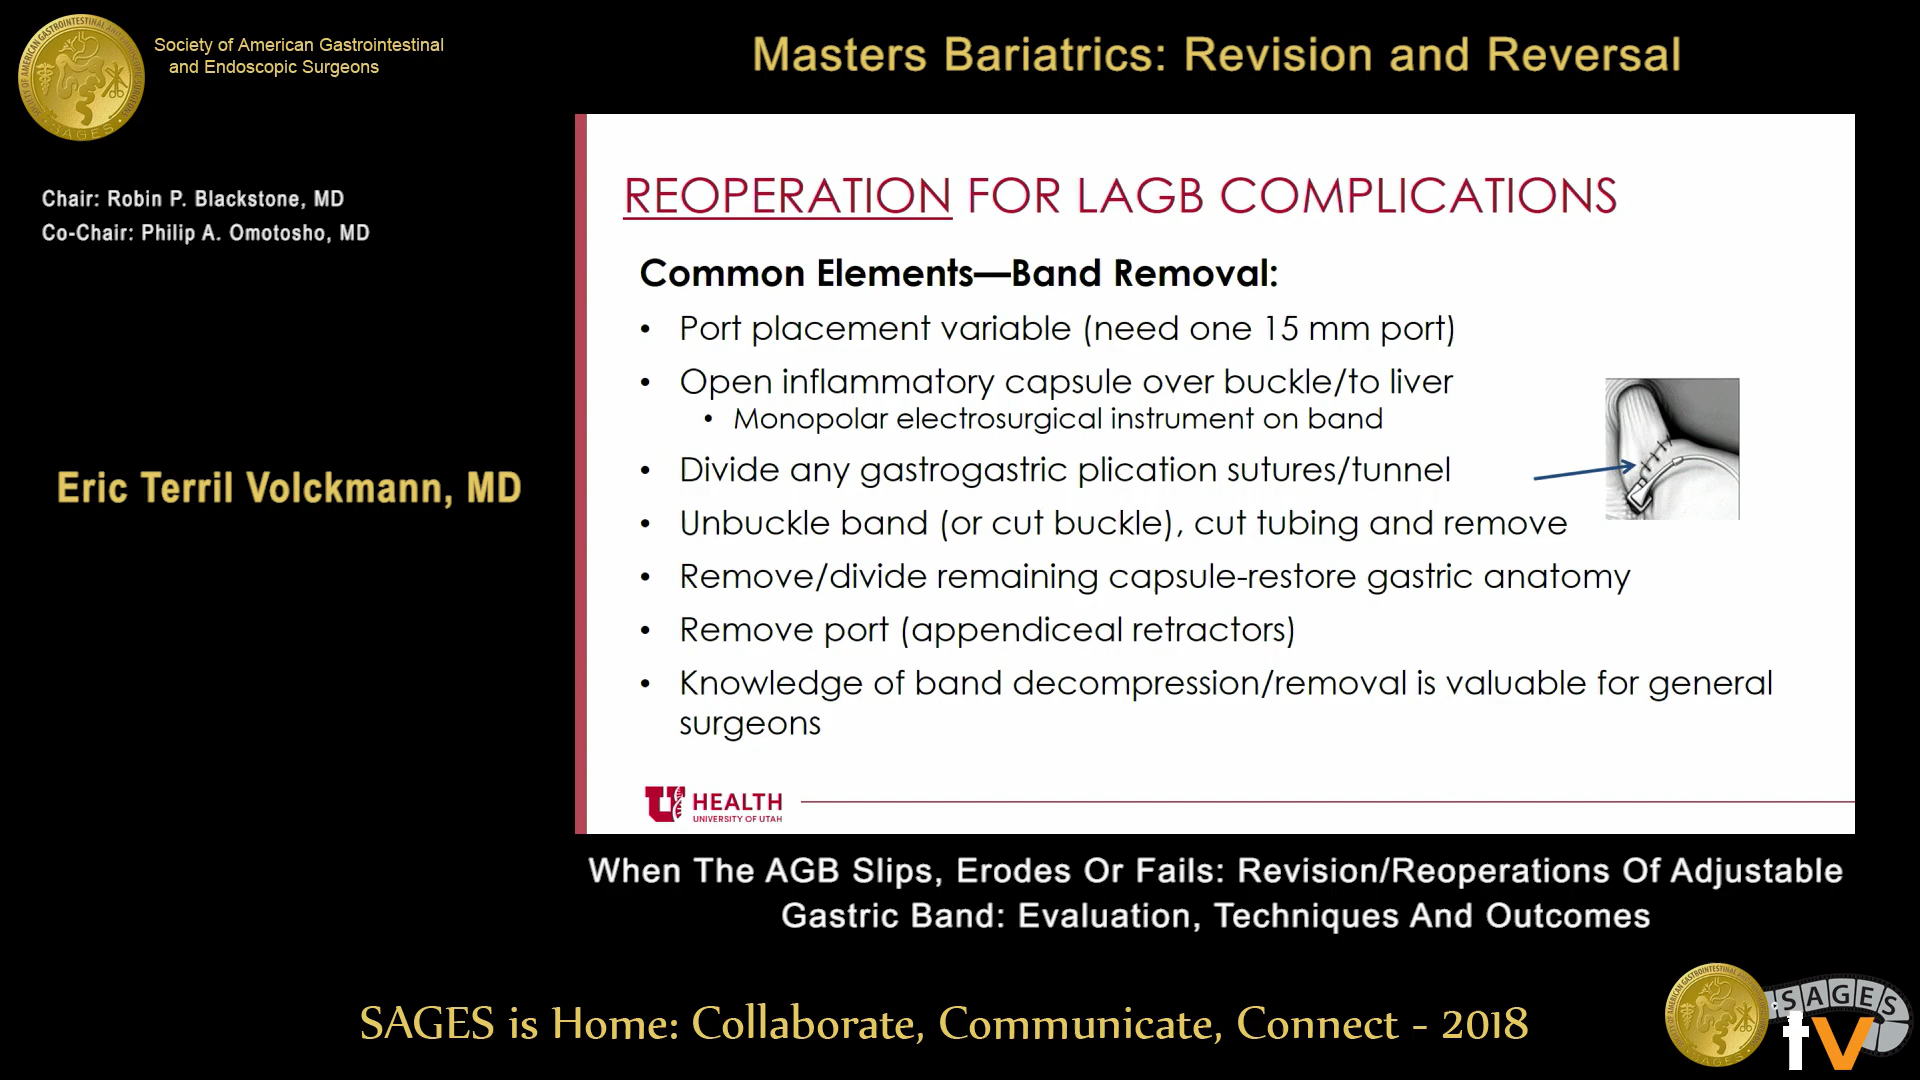 Society of American Gastrointestinal
and Endoscopic Surgeons
Masters Bariatrics: Revision and Reversal
Chair: Robin P. Blackstone, MD
Co-Chair: Philip A. Omotosho, MD
Eric Terril Volckmann, MD
REOPERATION FOR LAGB COMPLICATIONS
Common Elements—Band Removal:
• Port placement variable (need one 15 mm port)
• Open inflammatory capsule over buckle/to liver
• Monopolar electrosurgical instrument on band
• Divide any gastrogastric plication sutures/tunnel
• Unbuckle band (or cut buckle), cut tubing and remove
• Remove/divide remaining capsule-restore gastric anatomy
• Remove port (appendiceal retractors)
• Knowledge of band decompression/removal is valuable for general
surgeons
U HEALTH
UNIVERSITY OF UTAH
When The AGB Slips, Erodes Or Fails: Revision/Reoperations Of Adjustable
Gastric Band: Evaluation, Techniques And Outcomes
SAGES is Home: Collaborate, Communicate, Connect - 2018
SAGES
tv